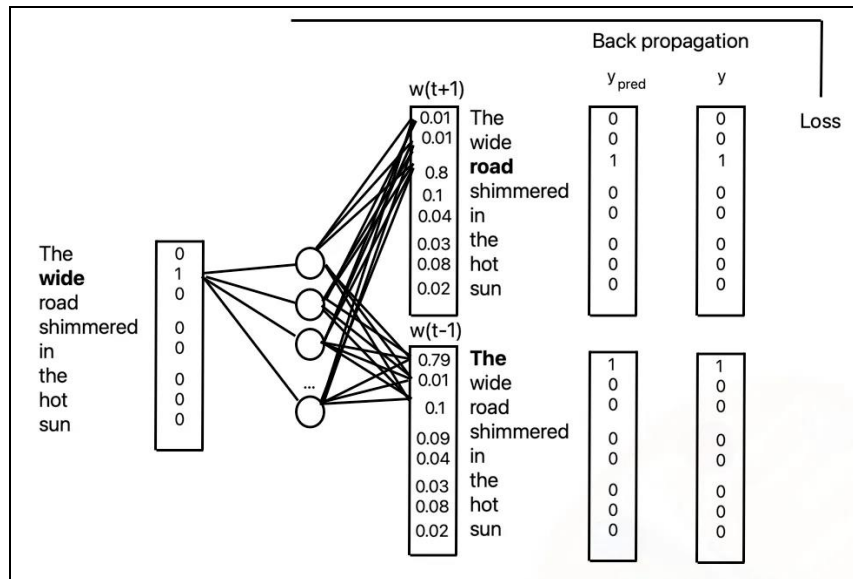 Back propagation
w(t+1)
y pred
y
Loss
0.01 The 0 0
0.01 wide 0 0
0.8 road 1 1
0.1 shimmered 0 0
0.04 in 0 0
0.03 the 0 0
0.08 hot 0 0
0.02 sun 0 0
The 0
wide 1
road 0
shimmered 0
in 0
the 0
hot 0
sun 0
...
w(t-1)
0.79 The 1 1
0.01 wide 0 0
0.1 road 0 0
0.09 shimmered 0 0
0.04 in 0 0
0.03 the 0 0
0.08 hot 0 0
0.02 sun 0 0